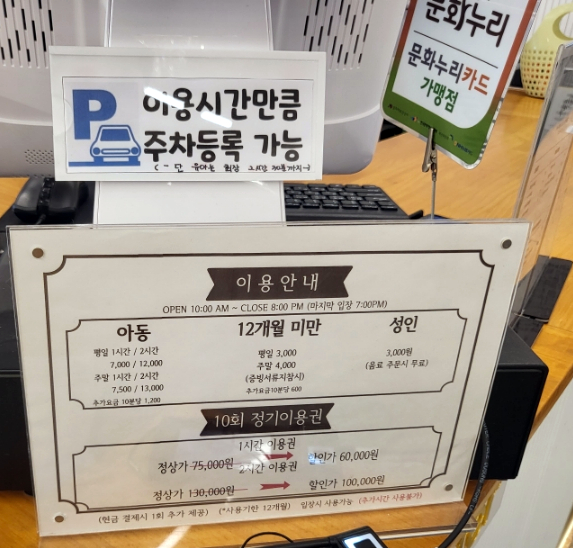 문화누리
문화누리카드
가맹점
P
이용시간만큼
주차등록 가능
이용안내
OPEN 10:00 AM ~ CLOSE 8:00 PM (마지막 입장 7:00PM)
아동
평일 1시간 / 2시간
7,000 / 12,000
주말 1시간 / 2시간
7,500 / 13,000
추가요금 10분당 1,200
12개월 미만
평일 3,000
주말 4,000
(증빙서류지참시)
추가요금 10분당 600
성인
3,000원
(음료 주문시 무료)
10회 정기이용권
1시간 이용권
정상가 75,000원 할인가 60,000원
2시간 이용권
정상가 130,000원 할인가 100,000원
(현금 결제시 1회 추가 제공) (*사용기한 12개월) 입장시 사용가능 (추가시간 사용불가)